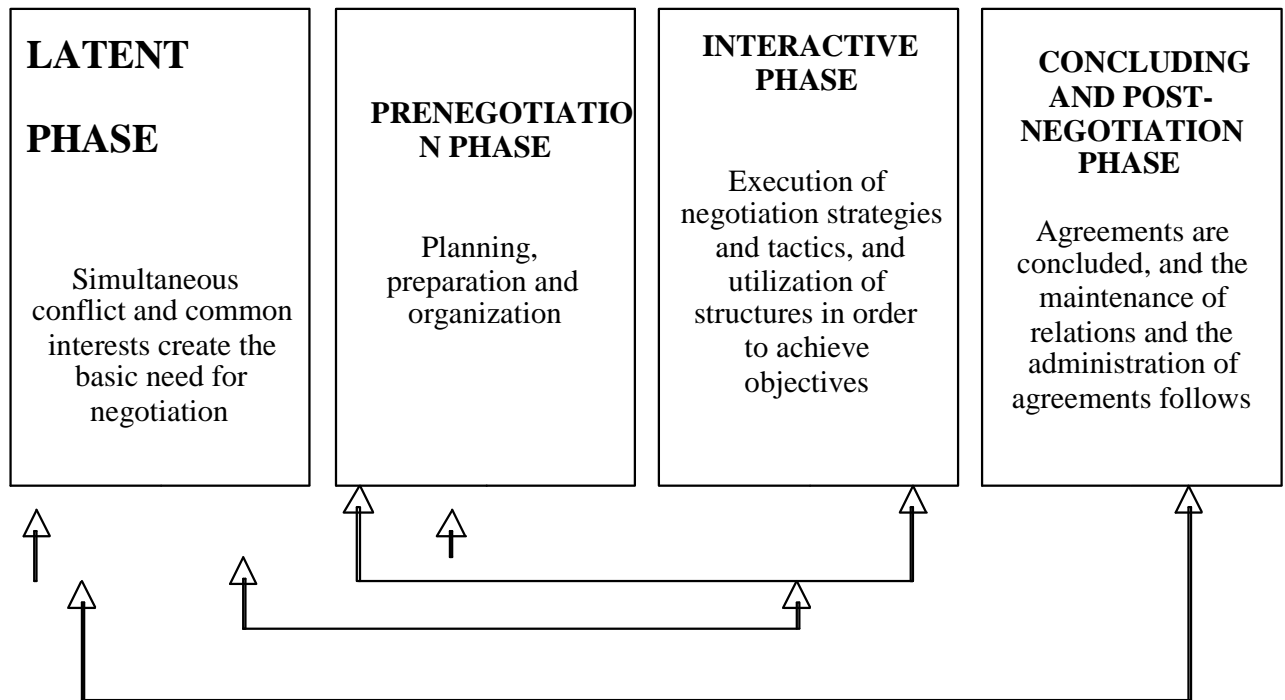 LATENT
PHASE
Simultaneous
conflict and common
interests create the
basic need for
negotiation
PRENEGOTIATIO
N PHASE
Planning,
preparation and
organization
INTERACTIVE
PHASE
Execution of
negotiation strategies
and tactics, and
utilization of
structures in order
to achieve
objectives
CONCLUDING
AND POST-
NEGOTIATION
PHASE
Agreements are
concluded, and the
maintenance of
relations and the
administration of
agreements follows